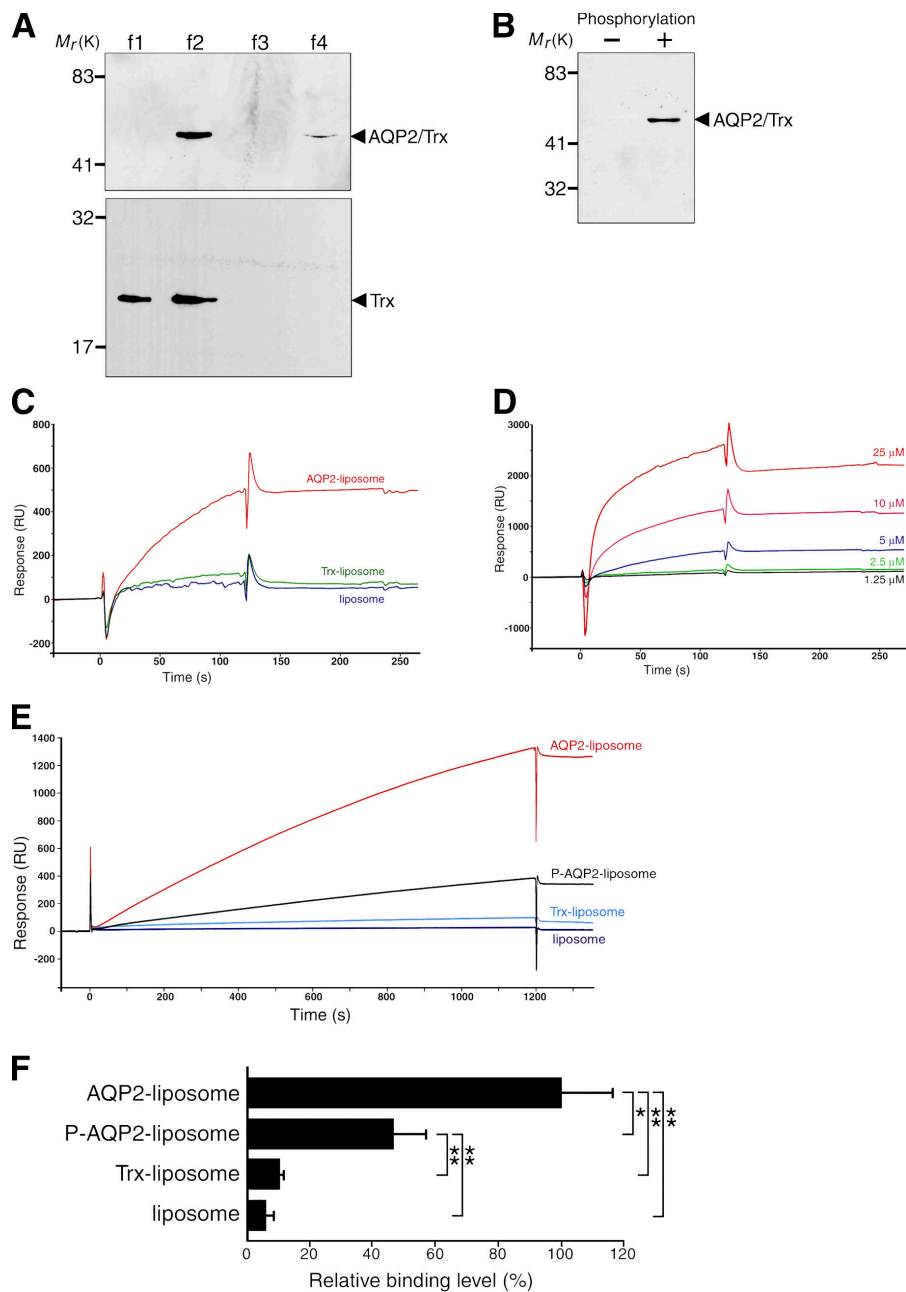 A
Mr(K) f1 f2 f3 f4
83
AQP2/Trx
41
32
Trx
17
B
Phosphorylation
Mr(K) − +
83
AQP2/Trx
41
32
C
Response (RU)
800
600
400
200
0
-200
AQP2-liposome
Trx-liposome
liposome
0 50 100 150 200 250
Time (s)
D
Response (RU)
3000
2000
1000
0
-1000
25 µM
10 µM
5 µM
2.5 µM
1.25 µM
0 50 100 150 200 250
Time (s)
E
Response (RU)
1400
1200
1000
800
600
400
200
0
-200
AQP2-liposome
P-AQP2-liposome
Trx-liposome
liposome
0 200 400 600 800 1000 1200
Time (s)
F
AQP2-liposome
P-AQP2-liposome
Trx-liposome
liposome
* ** **
** **
0 20 40 60 80 100 120
Relative binding level (%)